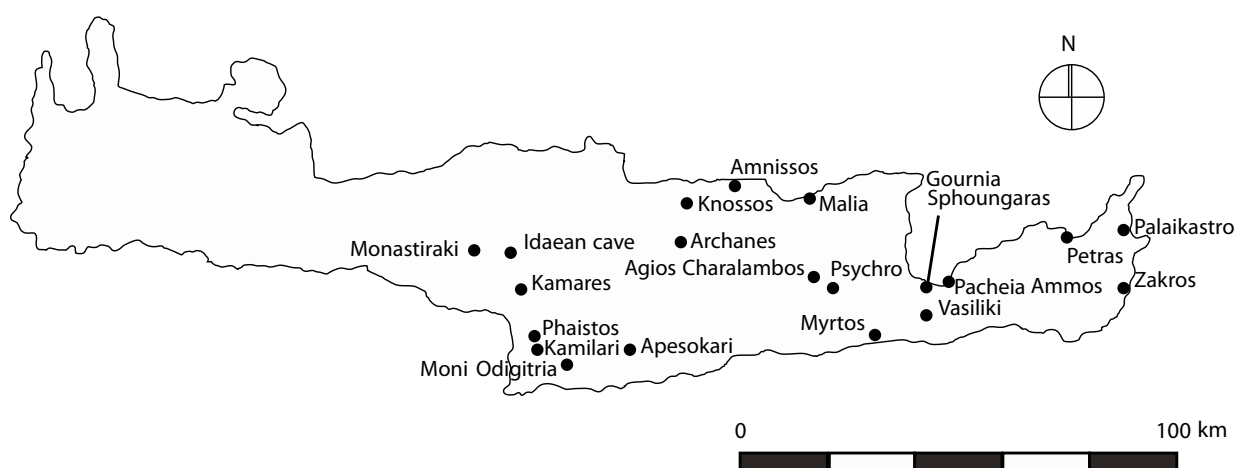 N
Amnissos
Gournia
Sphoungaras
Knossos
Malia
Palaikastro
Monastiraki
Idaean cave
Archanes
Petras
Agios Charalambos
Psychro
Kamares
Pacheia Ammos
Zakros
Vasiliki
Myrtos
Phaistos
Kamilari
Apesokari
Moni Odigitria
0
100 km